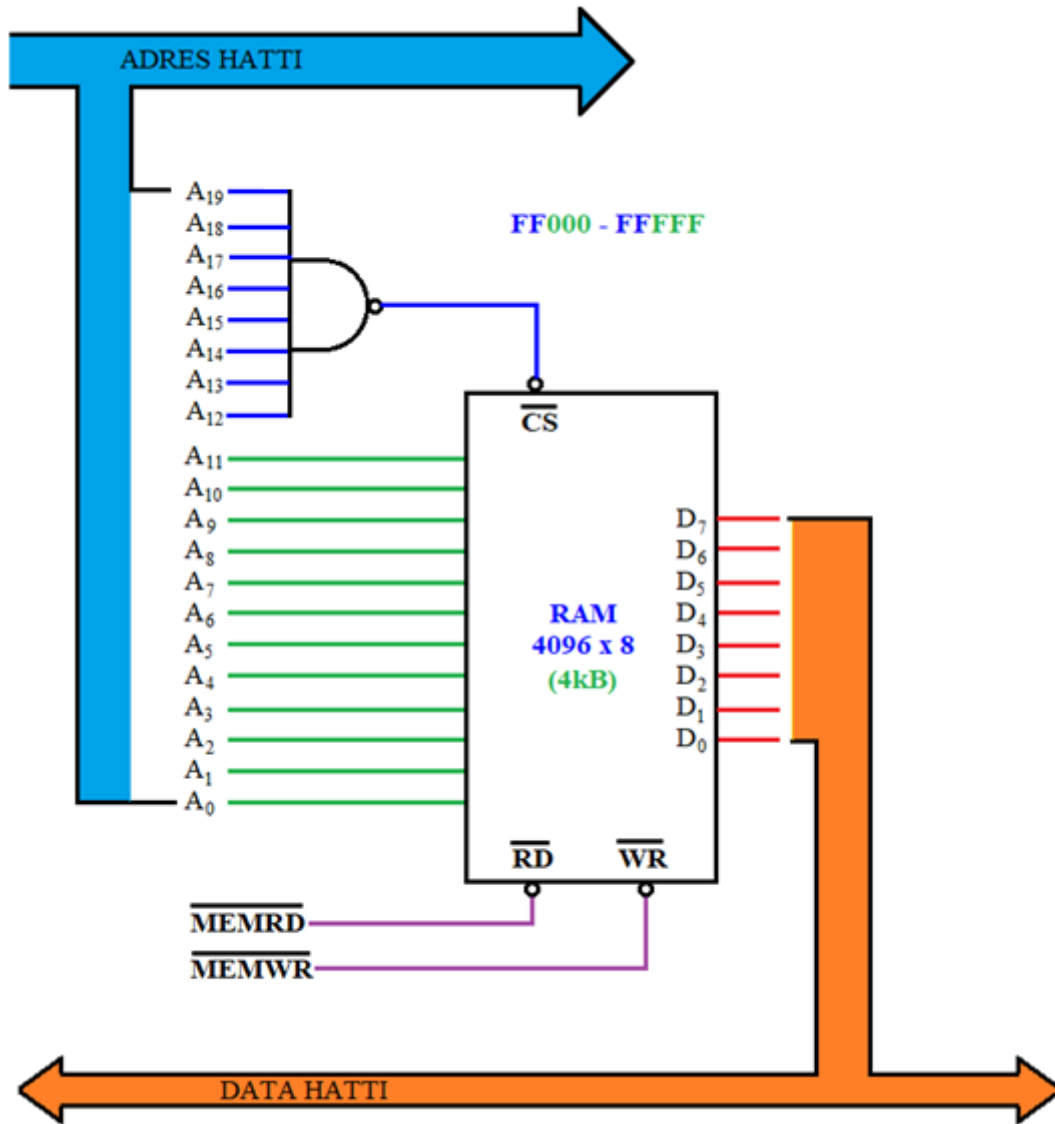 ADRES HATTI
A19
FF000 - FFFFF
A18
A17
A16
A15
A14
A13
A12
CS
A11
A10
A9
A8
A7
A6
A5
A4
A3
A2
A1
A0
D7
D6
D5
D4
D3
D2
D1
D0
RAM
4096 x 8
(4kB)
RD
WR
MEMRD
MEMWR
DATA HATTI